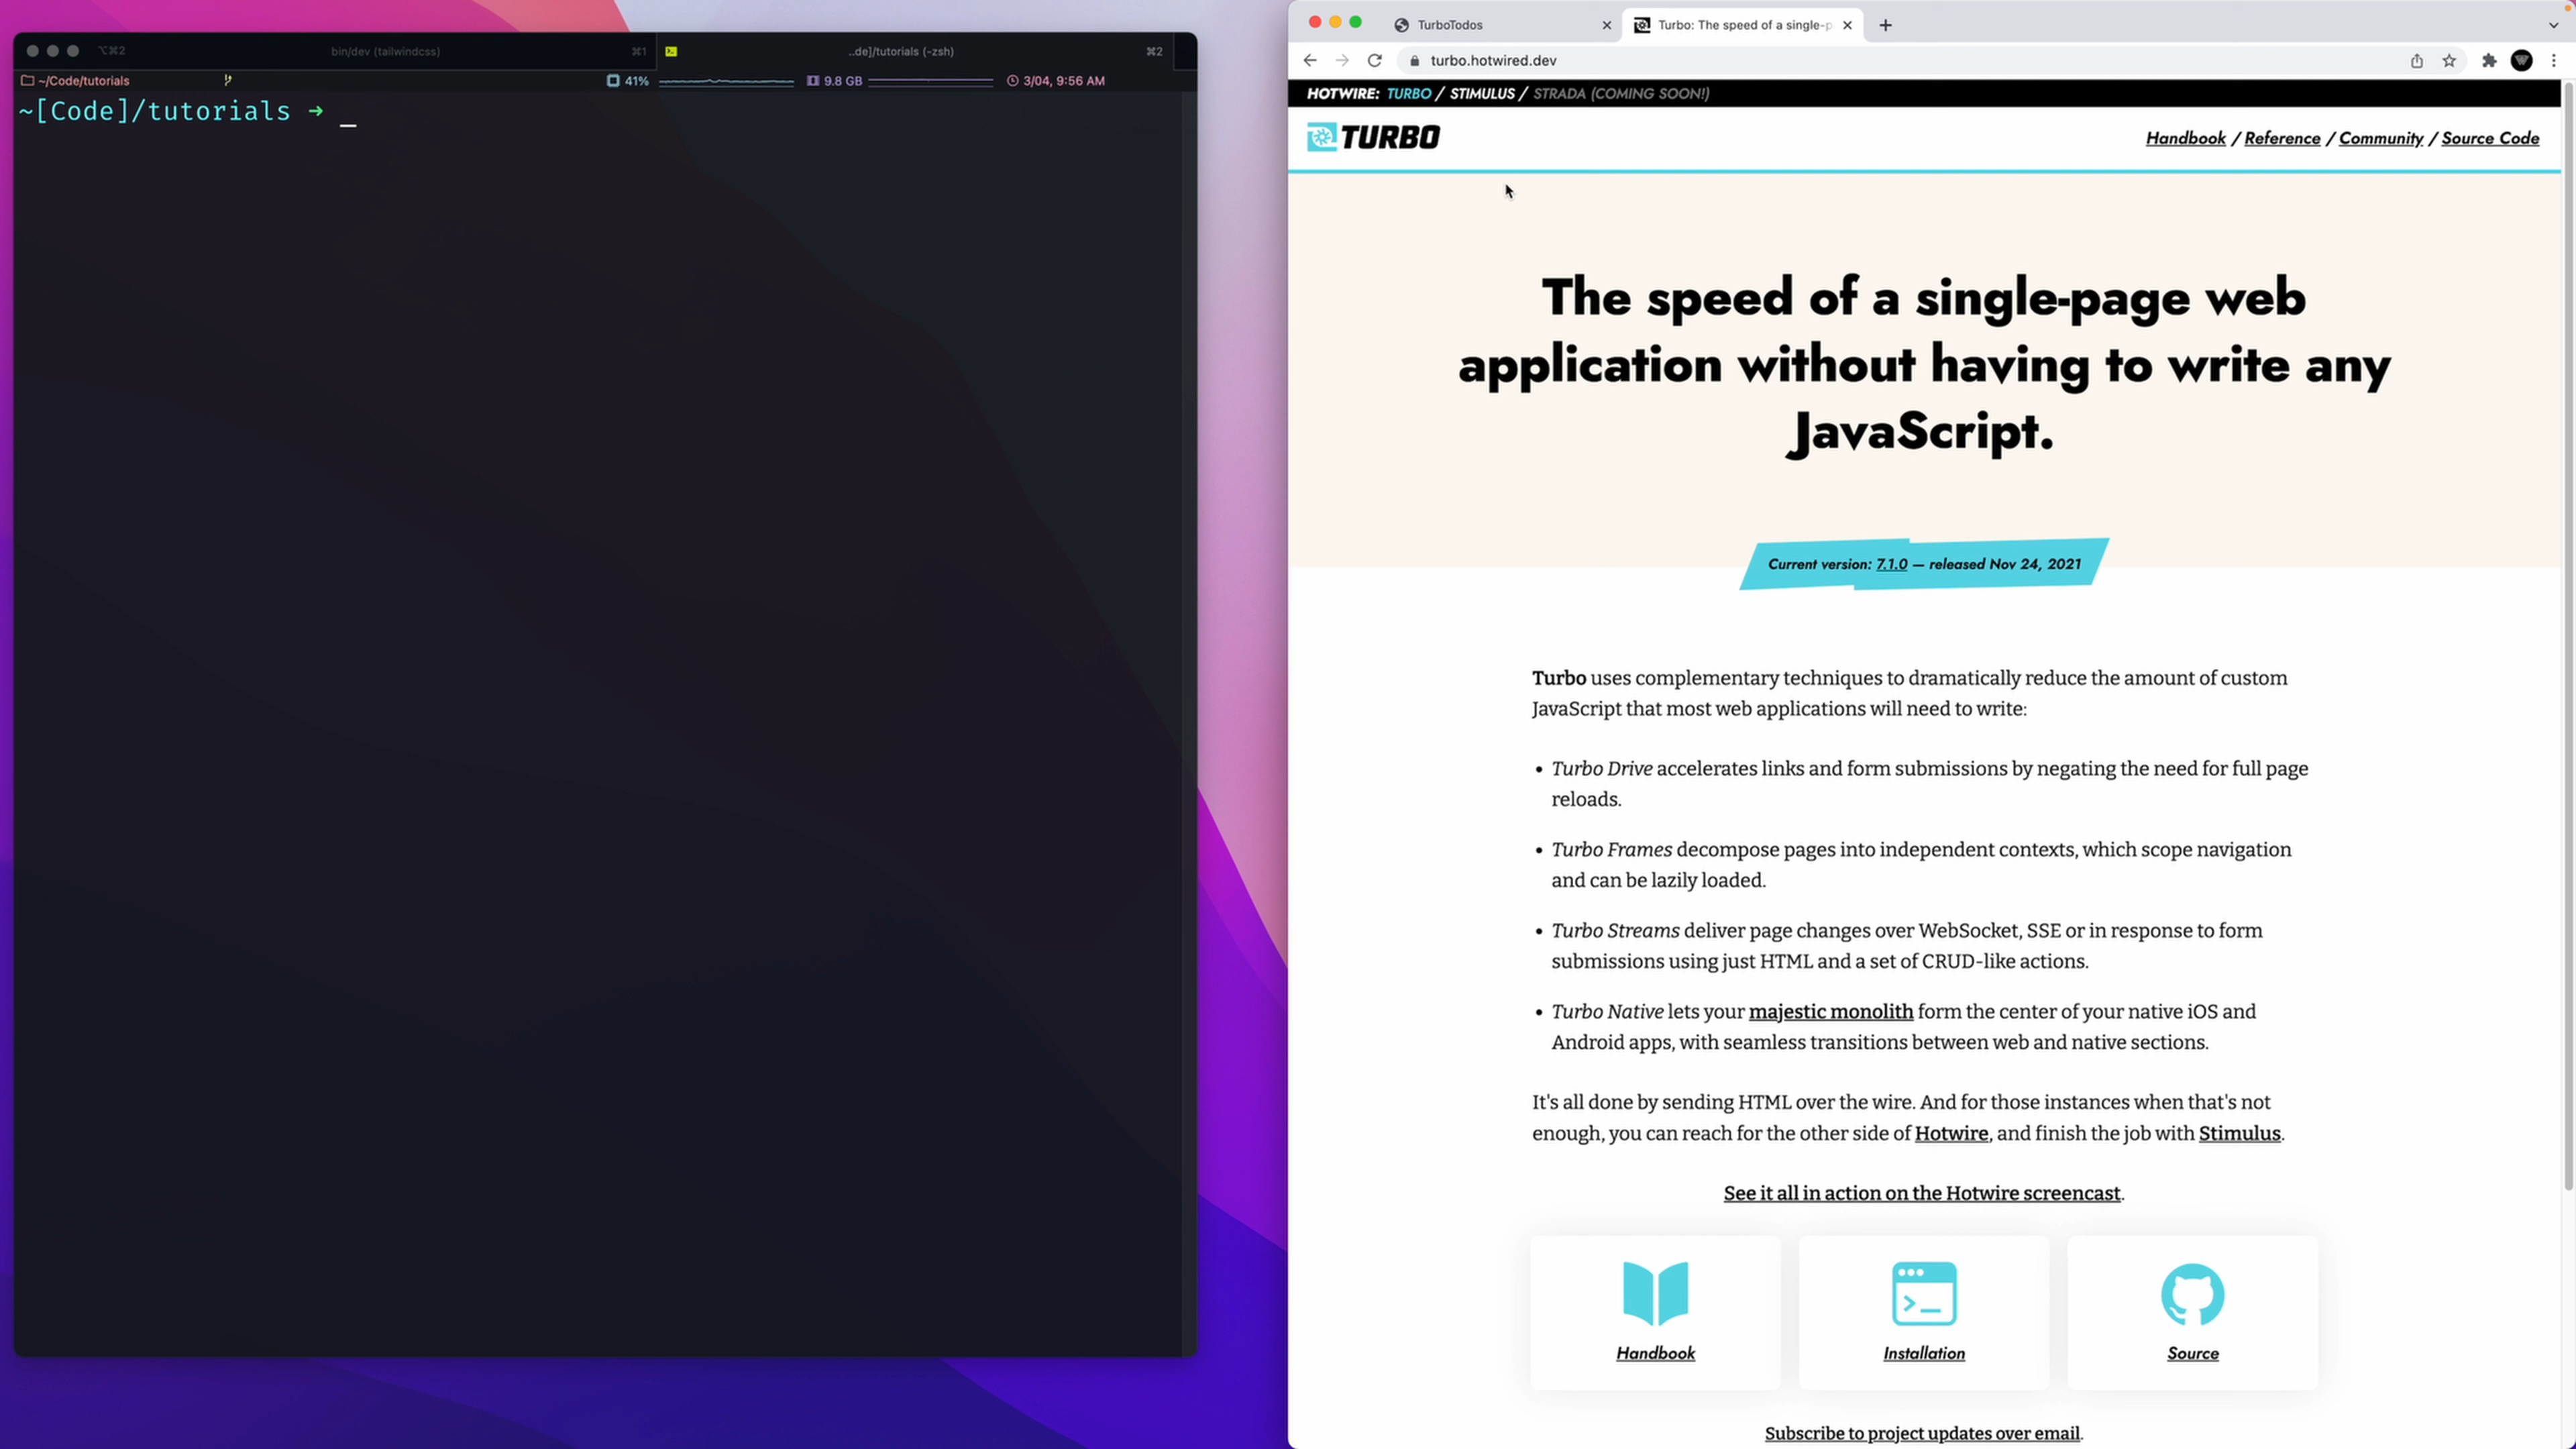 ⌥⌘2
bin/dev (tailwindcss)
⌘1
..de]/tutorials (-zsh)
⌘2
~/Code/tutorials
41%
9.8 GB
3/04, 9:56 AM
~[Code]/tutorials ➜ _
TurboTodos
Turbo: The speed of a single-p
turbo.hotwired.dev
HOTWIRE: TURBO / STIMULUS / STRADA (COMING SOON!)
TURBO
Handbook / Reference / Community / Source Code
The speed of a single-page web
application without having to write any
JavaScript.
Current version: 7.1.0 — released Nov 24, 2021
Turbo uses complementary techniques to dramatically reduce the amount of custom
JavaScript that most web applications will need to write:
• Turbo Drive accelerates links and form submissions by negating the need for full page
reloads.
• Turbo Frames decompose pages into independent contexts, which scope navigation
and can be lazily loaded.
• Turbo Streams deliver page changes over WebSocket, SSE or in response to form
submissions using just HTML and a set of CRUD-like actions.
• Turbo Native lets your majestic monolith form the center of your native iOS and
Android apps, with seamless transitions between web and native sections.
It's all done by sending HTML over the wire. And for those instances when that's not
enough, you can reach for the other side of Hotwire, and finish the job with Stimulus.
See it all in action on the Hotwire screencast.
Handbook
Installation
Source
Subscribe to project updates over email.